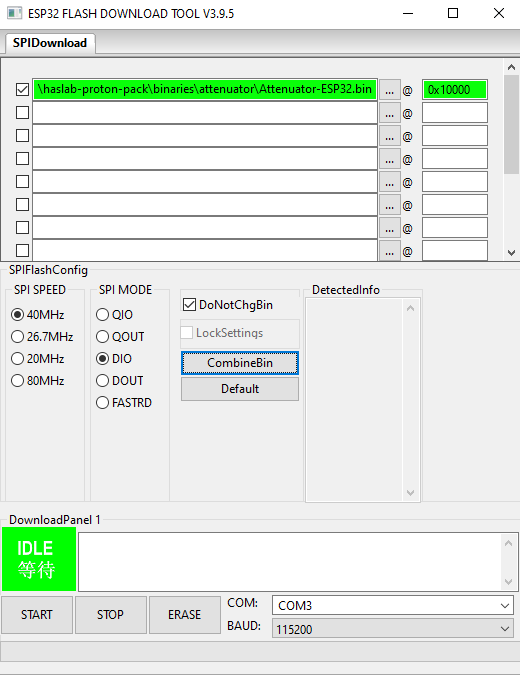 ESP32 FLASH DOWNLOAD TOOL V3.9.5
SPIDownload
\haslab-proton-pack\binaries\attenuator\Attenuator-ESP32.bin ... @ 0x10000
... @
... @
... @
... @
... @
... @
... @
SPIFlashConfig
SPI SPEED
40MHz
26.7MHz
20MHz
80MHz
SPI MODE
QIO
QOUT
DIO
DOUT
FASTRD
DoNotChgBin
LockSettings
CombineBin
Default
DetectedInfo
DownloadPanel 1
IDLE
等待
START STOP ERASE
COM: COM3
BAUD: 115200